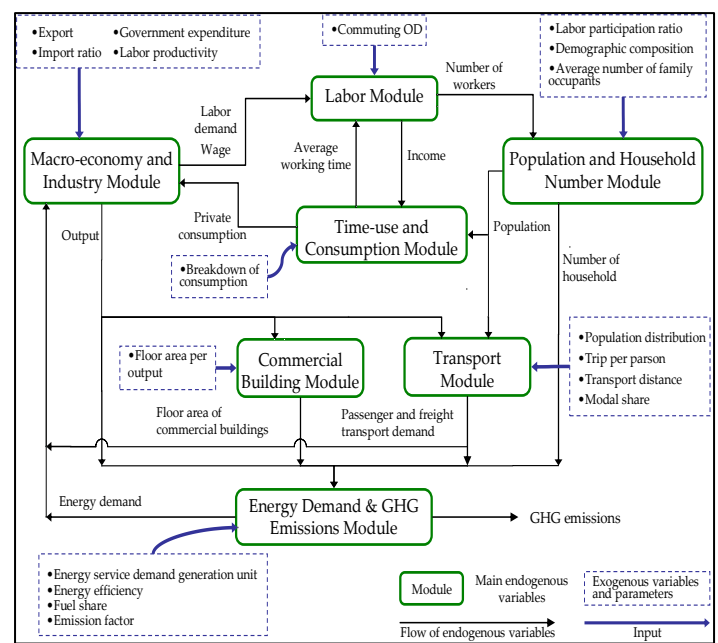 •Export
•Government expenditure
•Import ratio
•Labor productivity
•Commuting OD
•Labor participation ratio
•Demographic composition
•Average number of family
occupants
Number of
workers
Labor Module
Labor
demand
Wage
Average
working time
Income
Macro-economy and
Industry Module
Population and Household
Number Module
Output
Private
consumption
Time-use and
Consumption Module
Population
Number of
household
•Breakdown of
consumption
•Floor area per
output
Commercial
Building Module
Transport
Module
•Population distribution
•Trip per parson
•Transport distance
•Modal share
Floor area of
commercial buildings
Passenger and freight
transport demand
Energy demand
Energy Demand & GHG
Emissions Module
GHG emissions
•Energy service demand generation unit
•Energy efficiency
•Fuel share
•Emission factor
Module
Main endogenous
variables
Exogenous variables
and parameters
Flow of endogenous variables
Input